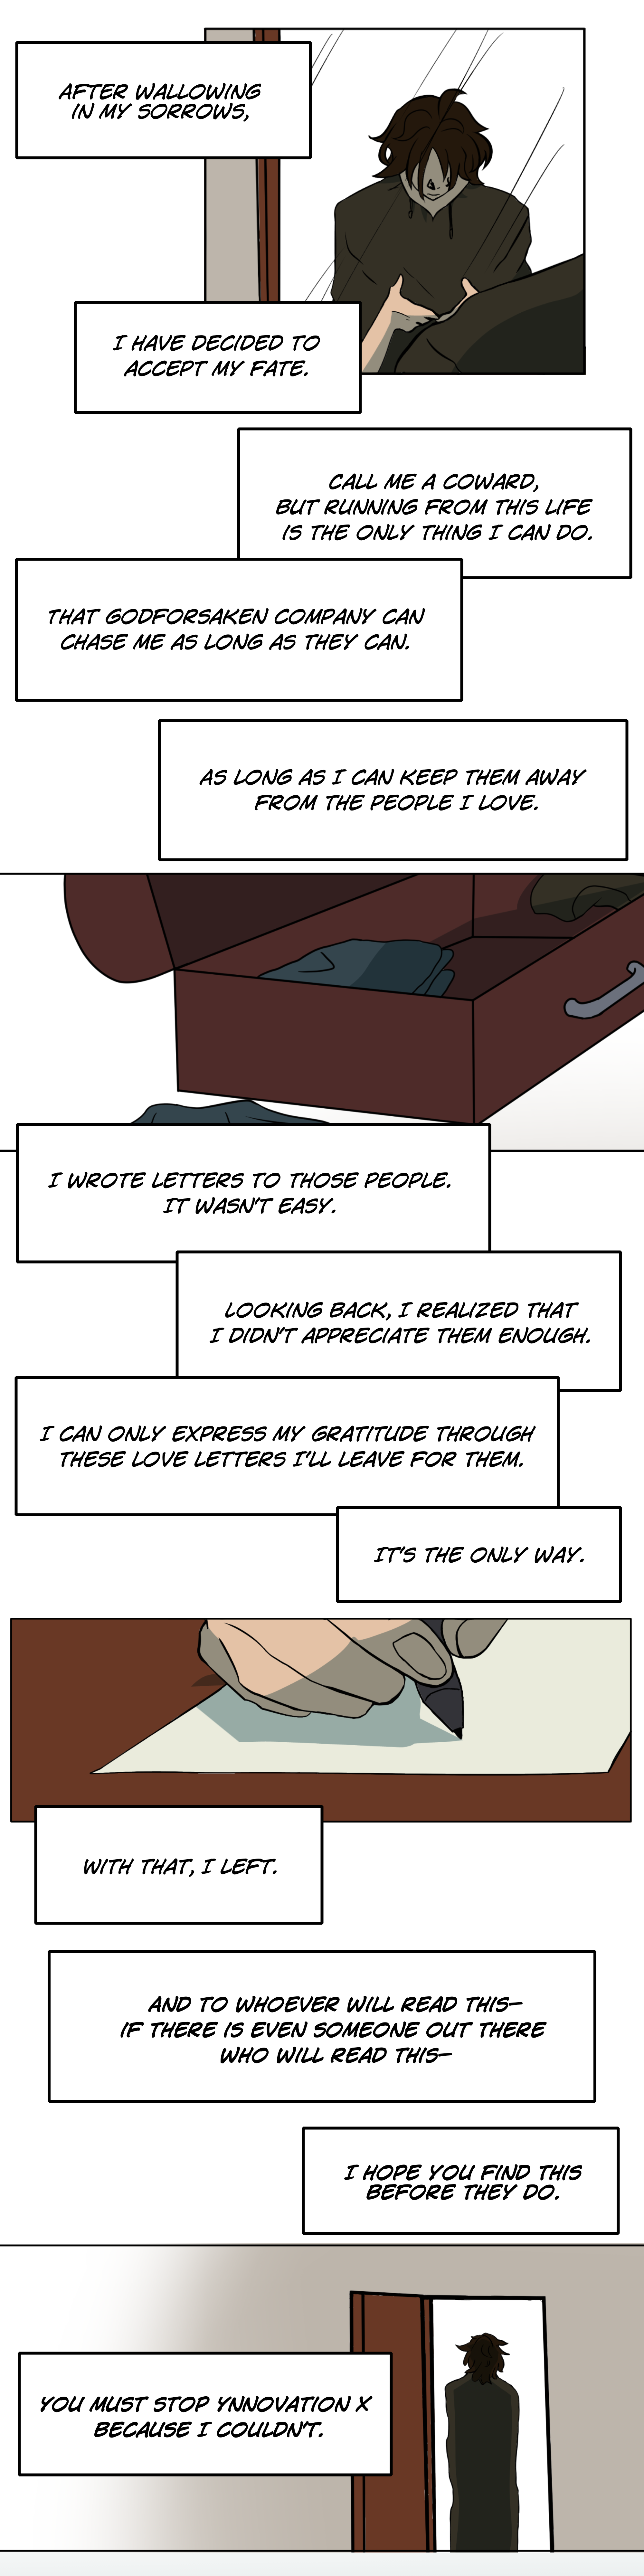 AFTER WALLOWING
IN MY SORROWS,
I HAVE DECIDED TO
ACCEPT MY FATE.
CALL ME A COWARD,
BUT RUNNING FROM THIS LIFE
IS THE ONLY THING I CAN DO.
THAT GODFORSAKEN COMPANY CAN
CHASE ME AS LONG AS THEY CAN.
AS LONG AS I CAN KEEP THEM AWAY
FROM THE PEOPLE I LOVE.
I WROTE LETTERS TO THOSE PEOPLE.
IT WASN'T EASY.
LOOKING BACK, I REALIZED THAT
I DIDN'T APPRECIATE THEM ENOUGH.
I CAN ONLY EXPRESS MY GRATITUDE THROUGH
THESE LOVE LETTERS I'LL LEAVE FOR THEM.
IT'S THE ONLY WAY.
WITH THAT, I LEFT.
AND TO WHOEVER WILL READ THIS—
IF THERE IS EVEN SOMEONE OUT THERE
WHO WILL READ THIS—
I HOPE YOU FIND THIS
BEFORE THEY DO.
YOU MUST STOP YNNOVATION X
BECAUSE I COULDN'T.